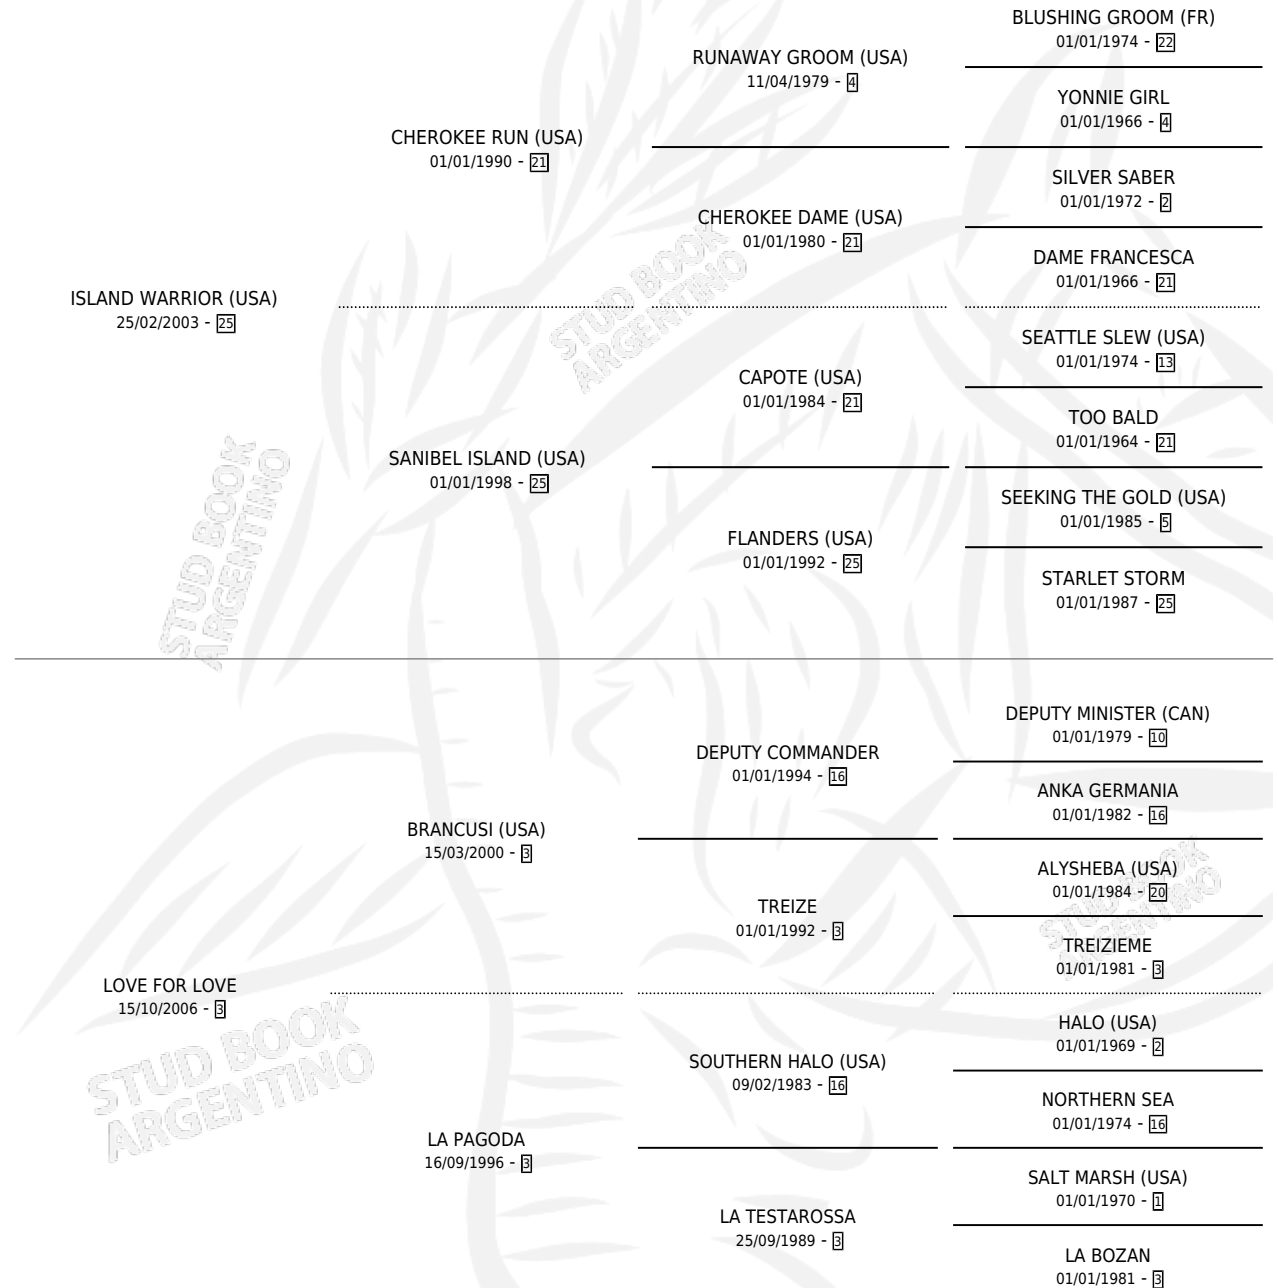 BLUSHING GROOM (FR)
01/01/1974 - 22
RUNAWAY GROOM (USA)
11/04/1979 - 4
YONNIE GIRL
01/01/1966 - 4
CHEROKEE RUN (USA)
01/01/1990 - 21
SILVER SABER
01/01/1972 - 2
CHEROKEE DAME (USA)
01/01/1980 - 21
DAME FRANCESCA
01/01/1966 - 21
ISLAND WARRIOR (USA)
25/02/2003 - 25
SEATTLE SLEW (USA)
01/01/1974 - 13
CAPOTE (USA)
01/01/1984 - 21
TOO BALD
01/01/1964 - 21
SANIBEL ISLAND (USA)
01/01/1998 - 25
SEEKING THE GOLD (USA)
01/01/1985 - 5
FLANDERS (USA)
01/01/1992 - 25
STARLET STORM
01/01/1987 - 25
DEPUTY MINISTER (CAN)
01/01/1979 - 10
DEPUTY COMMANDER
01/01/1994 - 16
ANKA GERMANIA
01/01/1982 - 16
BRANCUSI (USA)
15/03/2000 - 3
ALYSHEBA (USA)
01/01/1984 - 20
TREIZE
01/01/1992 - 3
TREIZIEME
01/01/1981 - 3
LOVE FOR LOVE
15/10/2006 - 3
HALO (USA)
01/01/1969 - 2
SOUTHERN HALO (USA)
09/02/1983 - 16
NORTHERN SEA
01/01/1974 - 16
LA PAGODA
16/09/1996 - 3
SALT MARSH (USA)
01/01/1970 - 1
LA TESTAROSSA
25/09/1989 - 3
LA BOZAN
01/01/1981 - 3
STUD BOOK
ARGENTINO
STUD BOOK
ARGENTINO
STUD BOOK
ARGENTINO
STUD BOOK
ARGENTINO